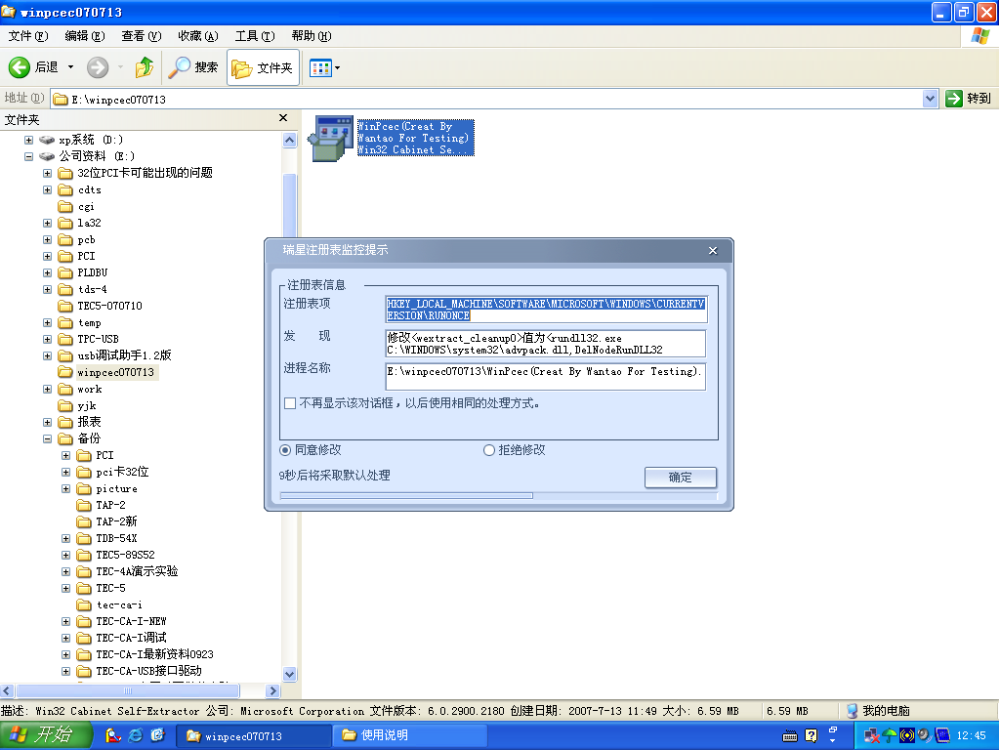 winpcec070713
文件(F) 编辑(E) 查看(V) 收藏(A) 工具(T) 帮助(H)
后退 搜索 文件夹
地址(D) E:\winpcec070713 转到
文件夹
xp系统 (D:)
公司资料 (E:)
32位PCI卡可能出现的问题
cdts
cgi
la32
pcb
PCI
PLDBU
tds-4
TEC5-070710
temp
TPC-USB
usb调试助手1.2版
winpcec070713
work
yjk
报表
备份
PCI
pci卡32位
picture
TAP-2
TAP-2新
TDB-54X
TEC5-89S52
TEC-4A演示实验
TEC-5
tec-ca-i
TEC-CA-I-NEW
TEC-CA-I调试
TEC-CA-I最新资料0923
TEC-CA-USB接口驱动
WinPcec(Creat By
Wantao For Testing)
Win32 Cabinet Se...
瑞星注册表监控提示
注册表信息
注册表项
HKEY_LOCAL_MACHINE\SOFTWARE\MICROSOFT\WINDOWS\CURRENTV
ERSION\RUNONCE
发 现
修改<wextract_cleanup0>值为<rundll32.exe
C:\WINDOWS\system32\advpack.dll,DelNodeRunDLL32
进程名称
E:\winpcec070713\WinPcec(Creat By Wantao For Testing).
不再显示该对话框，以后使用相同的处理方式。
同意修改 拒绝修改
9秒后将采取默认处理
确定
描述: Win32 Cabinet Self-Extractor 公司: Microsoft Corporation 文件版本: 6.0.2900.2180 创建日期: 2007-7-13 11:49 大小: 6.59 MB 6.59 MB 我的电脑
开始 winpcec070713 使用说明 12:45